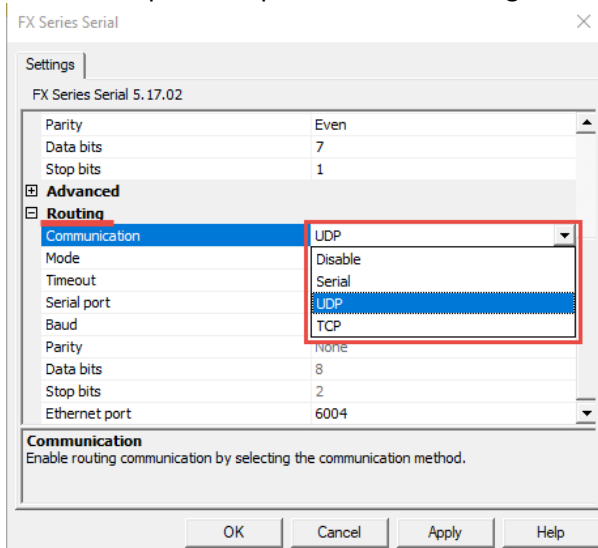 FX Series Serial
Settings
FX Series Serial 5.17.02
Parity Even
Data bits 7
Stop bits 1
Advanced
Routing
Communication UDP
Mode Disable
Timeout Serial
Serial port UDP
Baud TCP
Parity None
Data bits 8
Stop bits 2
Ethernet port 6004
Communication
Enable routing communication by selecting the communication method.
OK Cancel Apply Help